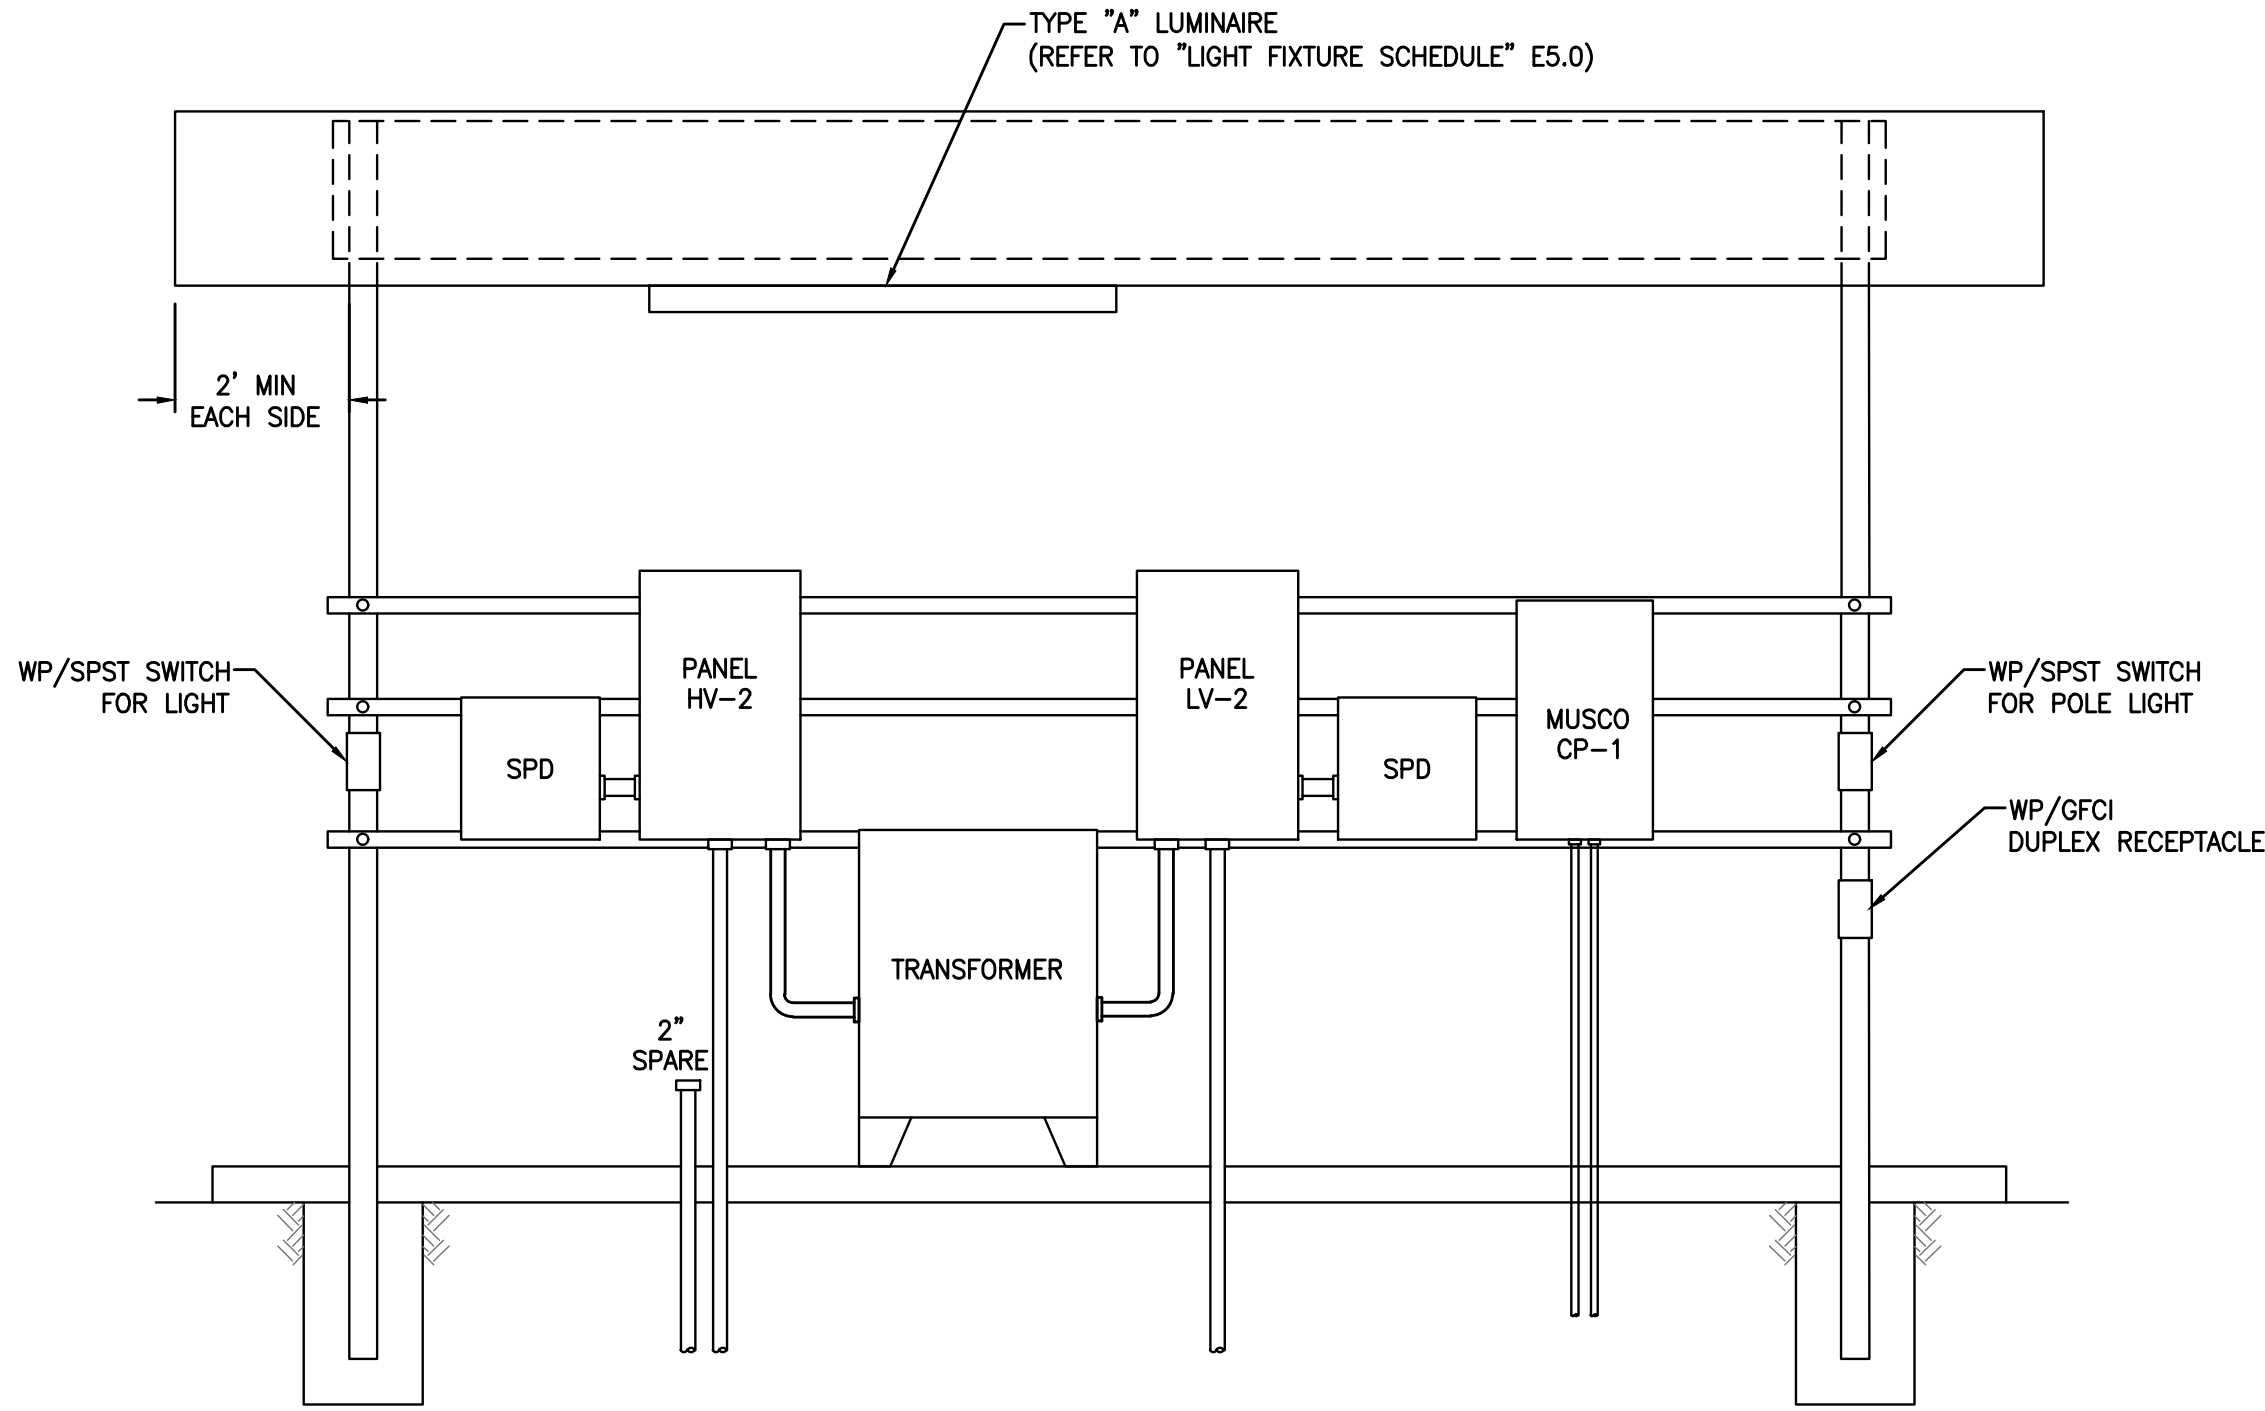 TYPE "A" LUMINAIRE
(REFER TO "LIGHT FIXTURE SCHEDULE" E5.0)
2' MIN
EACH SIDE
WP/SPST SWITCH
FOR LIGHT
SPD
PANEL
HV-2
PANEL
LV-2
SPD
MUSCO
CP-1
WP/SPST SWITCH
FOR POLE LIGHT
WP/GFCI
DUPLEX RECEPTACLE
TRANSFORMER
2"
SPARE